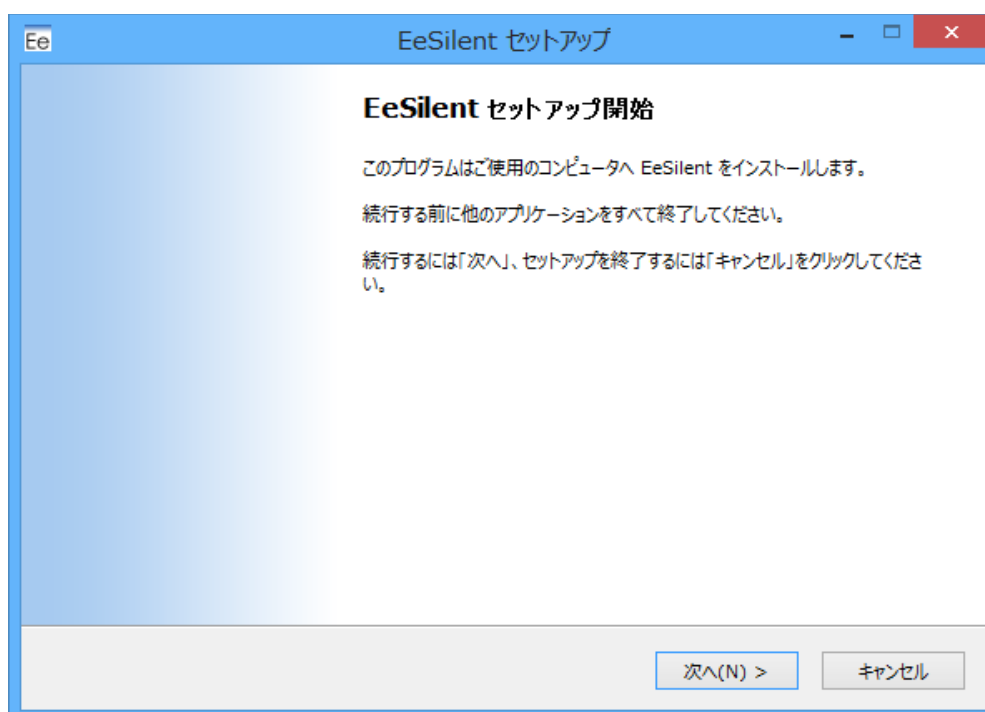 Ee
EeSilent セットアップ
EeSilent セットアップ開始
このプログラムはご使用のコンピュータへ EeSilent をインストールします。
続行する前に他のアプリケーションをすべて終了してください。
続行するには「次へ」、セットアップを終了するには「キャンセル」をクリックしてくださ
い。
次へ(N) >
キャンセル